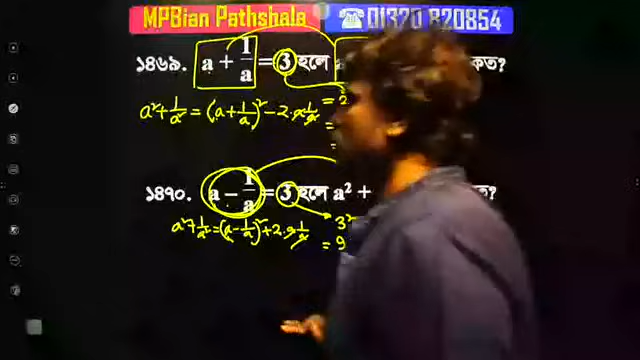 MPBian Pathshala ☎01320 820854
১৪৬৯. a + 1/a = 3 হলে a কত?
a² + 1/a² = (a + 1/a)² - 2·a·1/a = 
১৪৭০. a - 1/a = 3 হলে a² + ত?
a² + 1/a² = (a - 1/a)² + 2·a·1/a 3²
= 9